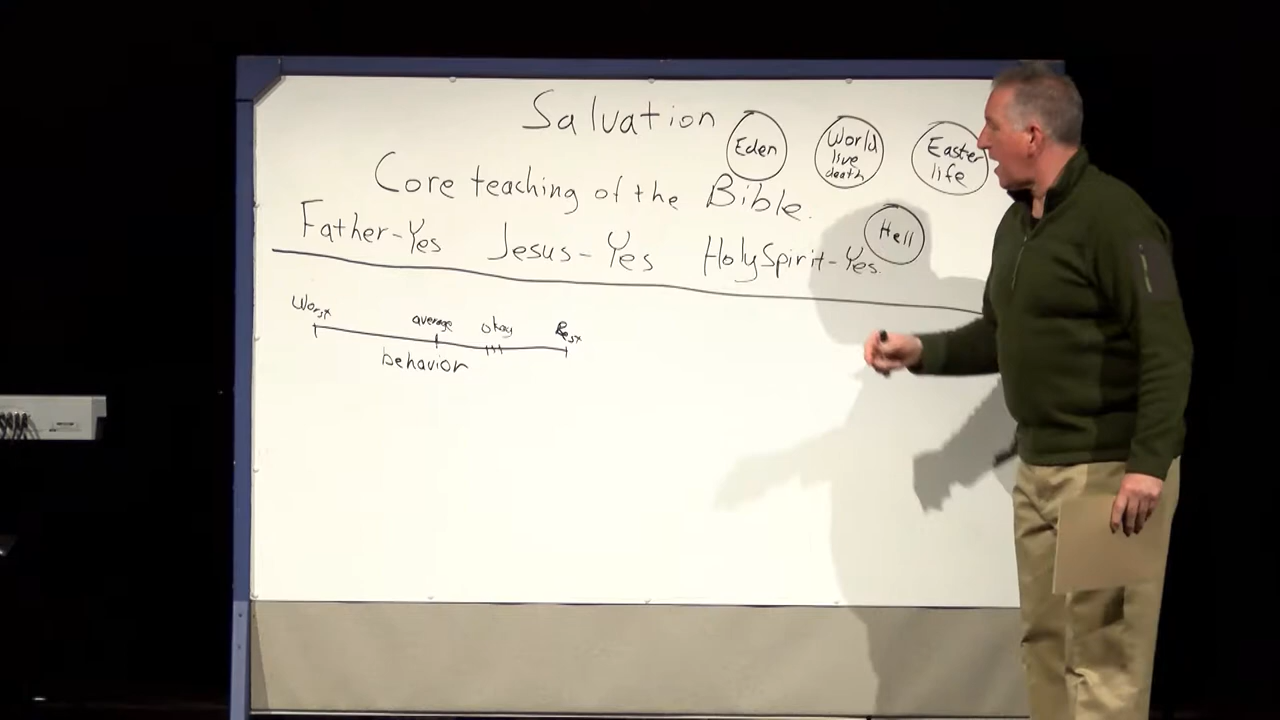 Salvation
Eden
World
live
death
Easter
life
Core teaching of the Bible.
Father-Yes Jesus-Yes HolySpirit-Yes.
Hell
Worst average okay Best
behavior